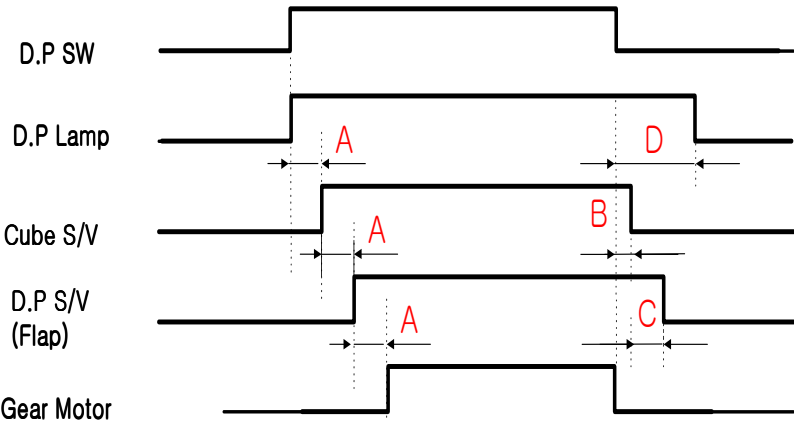 D.P SW
D.P Lamp
A
D
Cube S/V
A
B
D.P S/V
(Flap)
A
C
Gear Motor